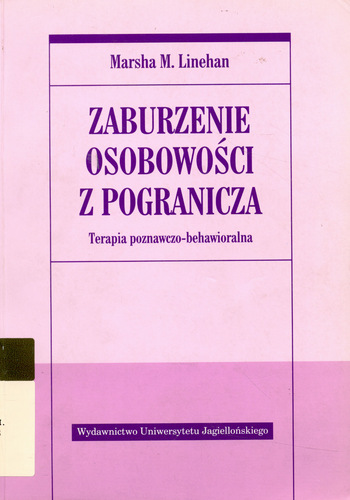 Marsha M. Linehan
ZABURZENIE
OSOBOWOŚCI
Z POGRANICZA
Terapia poznawczo-behawioralna
Wydawnictwo Uniwersytetu Jagiellońskiego